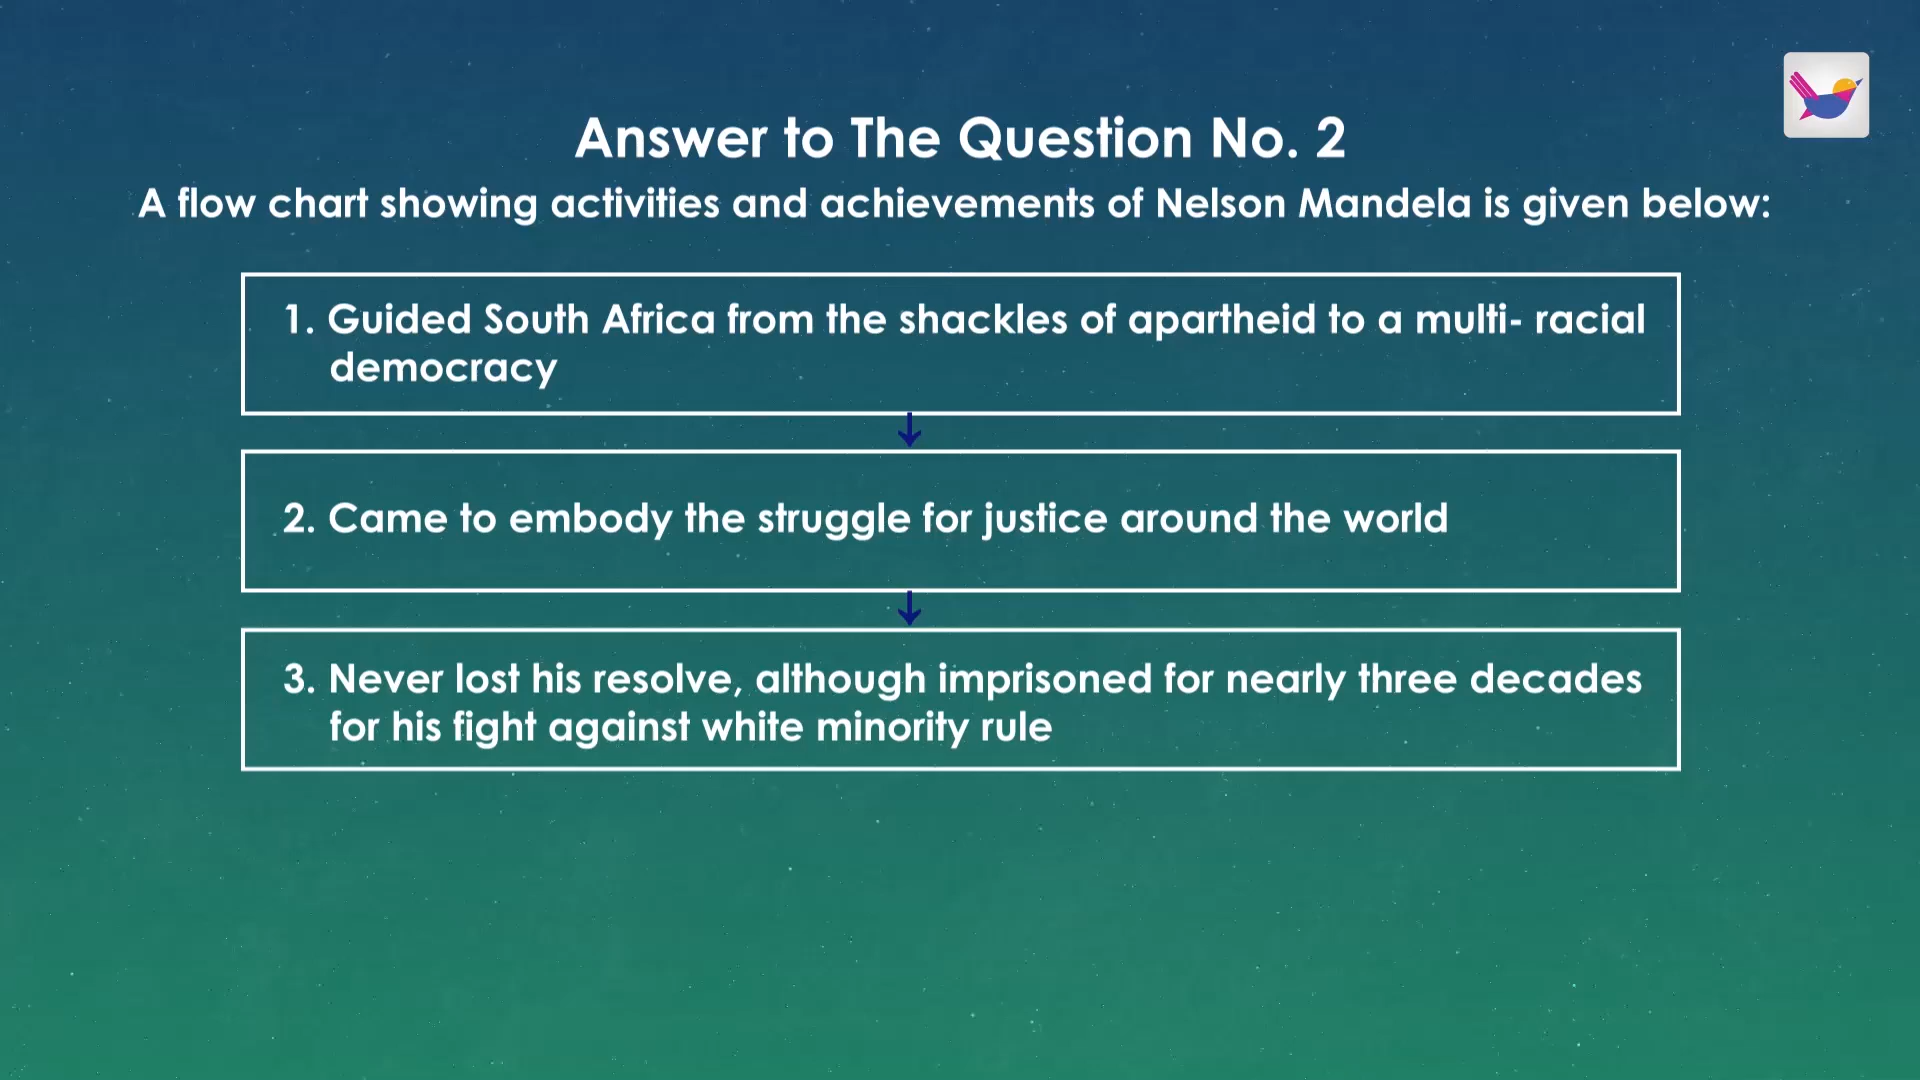 Answer to The Question No. 2
A flow chart showing activities and achievements of Nelson Mandela is given below:
1. Guided South Africa from the shackles of apartheid to a multi- racial
democracy
2. Came to embody the struggle for justice around the world
3. Never lost his resolve, although imprisoned for nearly three decades
for his fight against white minority rule